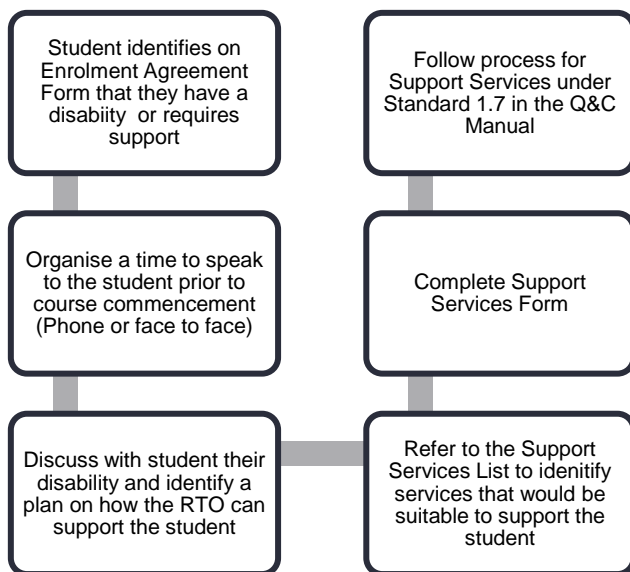 Student identifies on
Enrolment Agreement
Form that they have a
disabiity or requires
support
Organise a time to speak
to the student prior to
course commencement
(Phone or face to face)
Discuss with student their
disability and identify a
plan on how the RTO can
support the student
Refer to the Support
Services List to idenitify
services that would be
suitable to support the
student
Complete Support
Services Form
Follow process for
Support Services under
Standard 1.7 in the Q&C
Manual